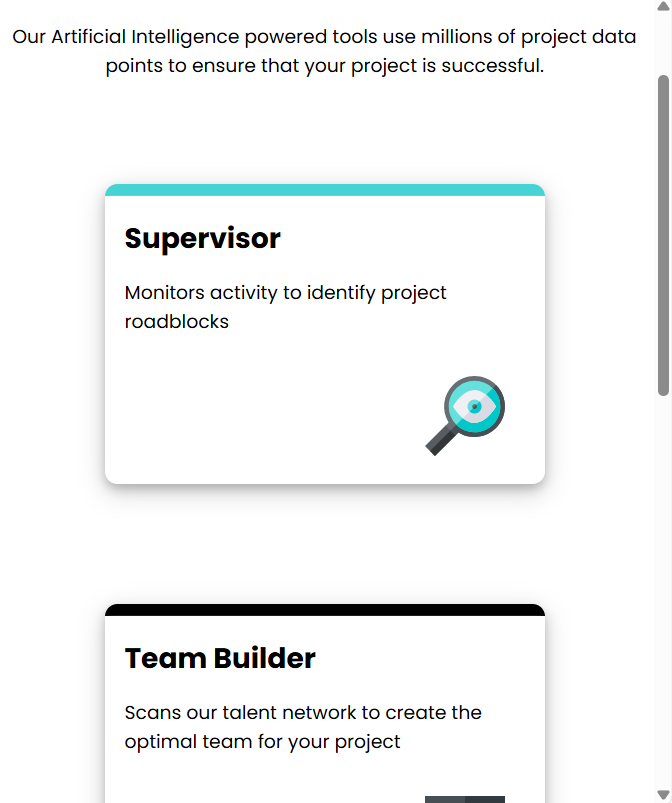 Our Artificial Intelligence powered tools use millions of project data
points to ensure that your project is successful.
Supervisor
Monitors activity to identify project
roadblocks
Team Builder
Scans our talent network to create the
optimal team for your project